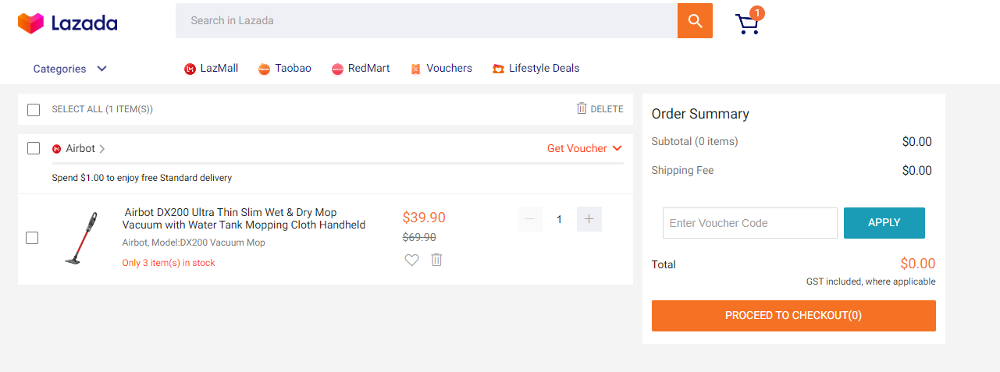 Lazada
Search in Lazada
1
Categories
LazMall
Taobao
RedMart
Vouchers
Lifestyle Deals
SELECT ALL (1 ITEM(S))
DELETE
Airbot
Get Voucher
Spend $1.00 to enjoy free Standard delivery
Airbot DX200 Ultra Thin Slim Wet & Dry Mop
Vacuum with Water Tank Mopping Cloth Handheld
Airbot, Model:DX200 Vacuum Mop
Only 3 item(s) in stock
$39.90
$69.90
1
Order Summary
Subtotal (0 items) $0.00
Shipping Fee $0.00
Enter Voucher Code
APPLY
Total $0.00
GST included, where applicable
PROCEED TO CHECKOUT(0)